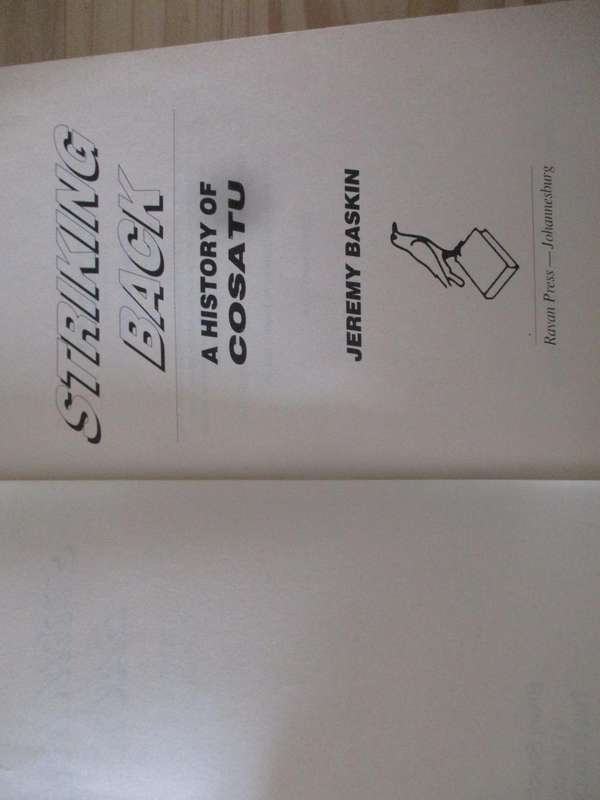 STRIKING
BACK
A HISTORY OF
COSATU
JEREMY BASKIN
Ravan Press — Johannesburg